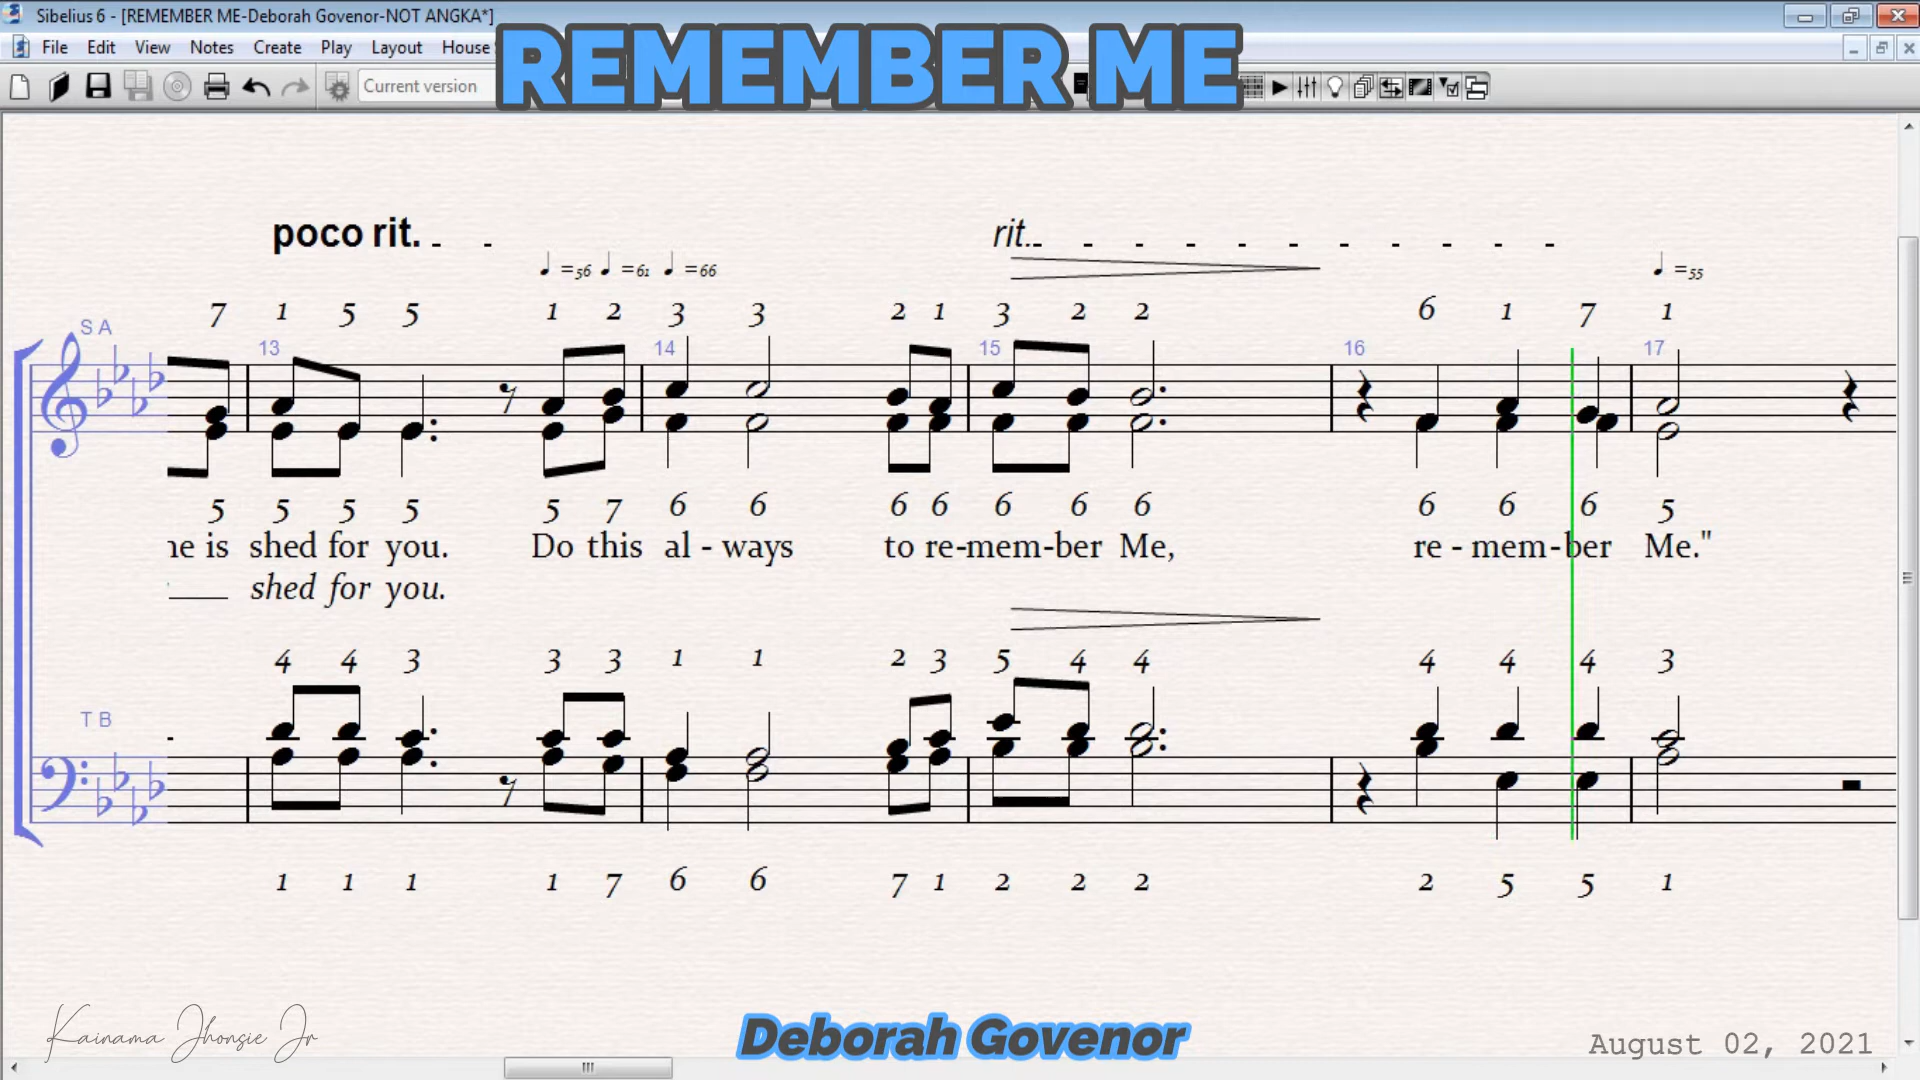 Sibelius 6 - [REMEMBER ME-Deborah Govenor-NOT ANGKA*]
File Edit View Notes Create Play Layout House
REMEMBER ME
Current version
poco rit.
rit.
=56 =61 =66
=55
7 1 5 5 1 2 3 3 2 1 3 2 2 6 1 7 1
S A
13 14 15 16 17
5 5 5 5 5 7 6 6 6 6 6 6 6 6 6 6 5
is shed for you. Do this al - ways to re-mem-ber Me, re - mem-ber Me."
shed for you.
4 4 3 3 3 1 1 2 3 5 4 4 4 4 4 3
T B
1 1 1 1 7 6 6 7 1 2 2 2 2 5 5 1
Kainama Jhonsie Jr
Deborah Govenor
August 02, 2021